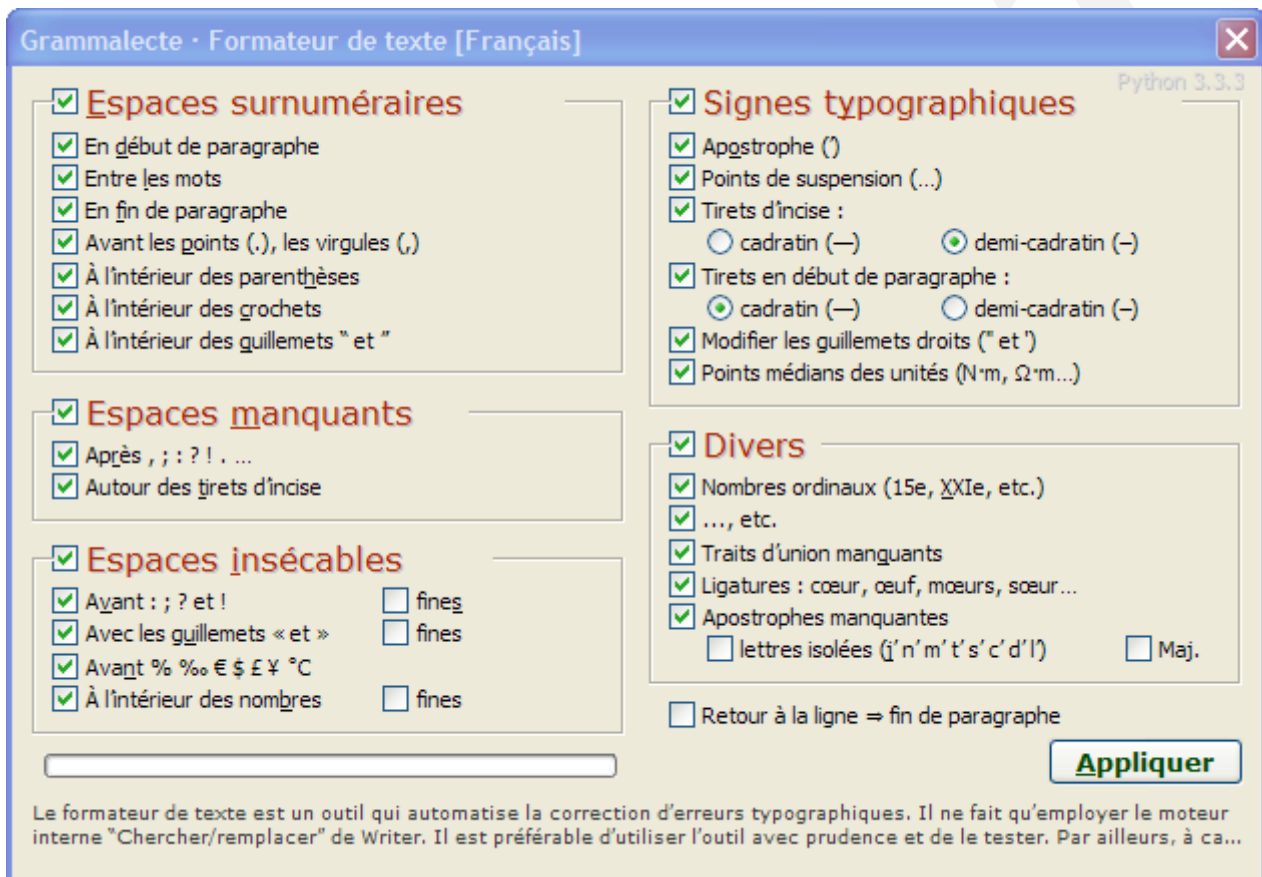 Grammalecte · Formateur de texte [Français]
Python 3.3.3
Espaces surnuméraires
En début de paragraphe
Entre les mots
En fin de paragraphe
Avant les points (.), les virgules (,)
À l’intérieur des parenthèses
À l’intérieur des crochets
À l’intérieur des guillemets “ et ”
Espaces manquants
Après , ; : ? ! . …
Autour des tirets d’incise
Espaces insécables
Avant : ; ? et ! fines
Avec les guillemets « et » fines
Avant % ‰ € $ £ ¥ °C
À l’intérieur des nombres fines
Signes typographiques
Apostrophe (’)
Points de suspension (…)
Tirets d’incise :
cadratin (—) demi-cadratin (–)
Tirets en début de paragraphe :
cadratin (—) demi-cadratin (–)
Modifier les guillemets droits (" et ')
Points médians des unités (N·m, Ω·m…)
Divers
Nombres ordinaux (15e, XXIe, etc.)
…, etc.
Traits d’union manquants
Ligatures : cœur, œuf, mœurs, sœur…
Apostrophes manquantes
lettres isolées (j’ n’ m’ t’ s’ c’ d’ l’) Maj.
Retour à la ligne ⇒ fin de paragraphe
Appliquer
Le formateur de texte est un outil qui automatise la correction d’erreurs typographiques. Il ne fait qu’employer le moteur
interne “Chercher/remplacer” de Writer. Il est préférable d’utiliser l’outil avec prudence et de le tester. Par ailleurs, à ca...